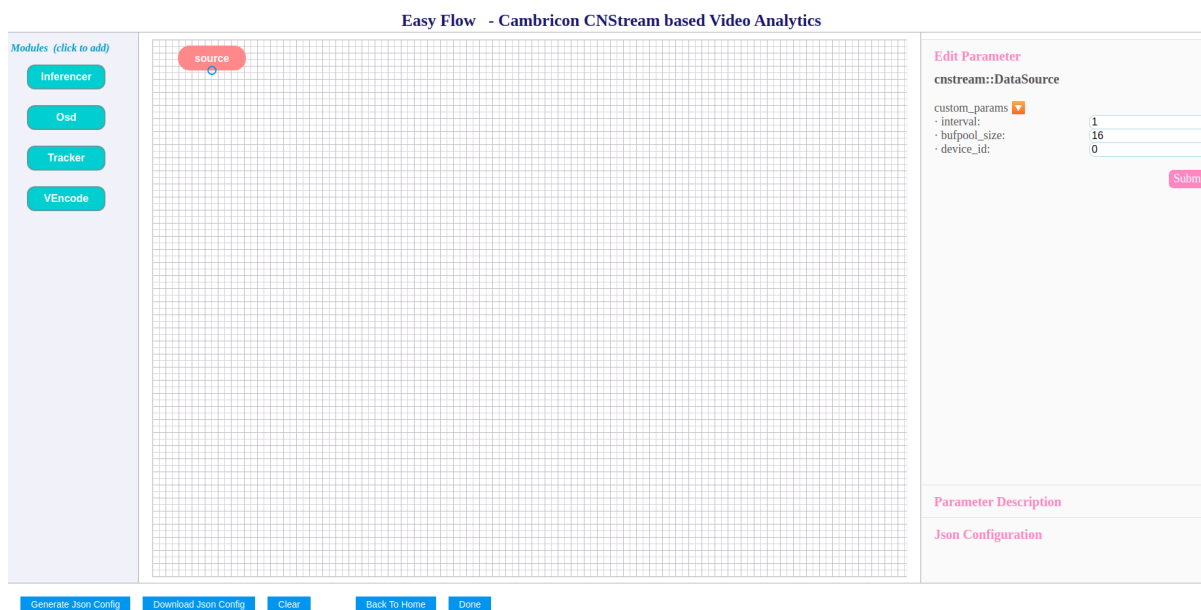 Easy Flow - Cambricon CNStream based Video Analytics
Modules (click to add)
Inferencer
Osd
Tracker
VEncode
source
Edit Parameter
cnstream::DataSource
custom_params
· interval: 1
· bufpool_size: 16
· device_id: 0
Subm
Parameter Description
Json Configuration
Generate Json Config Download Json Config Clear Back To Home Done